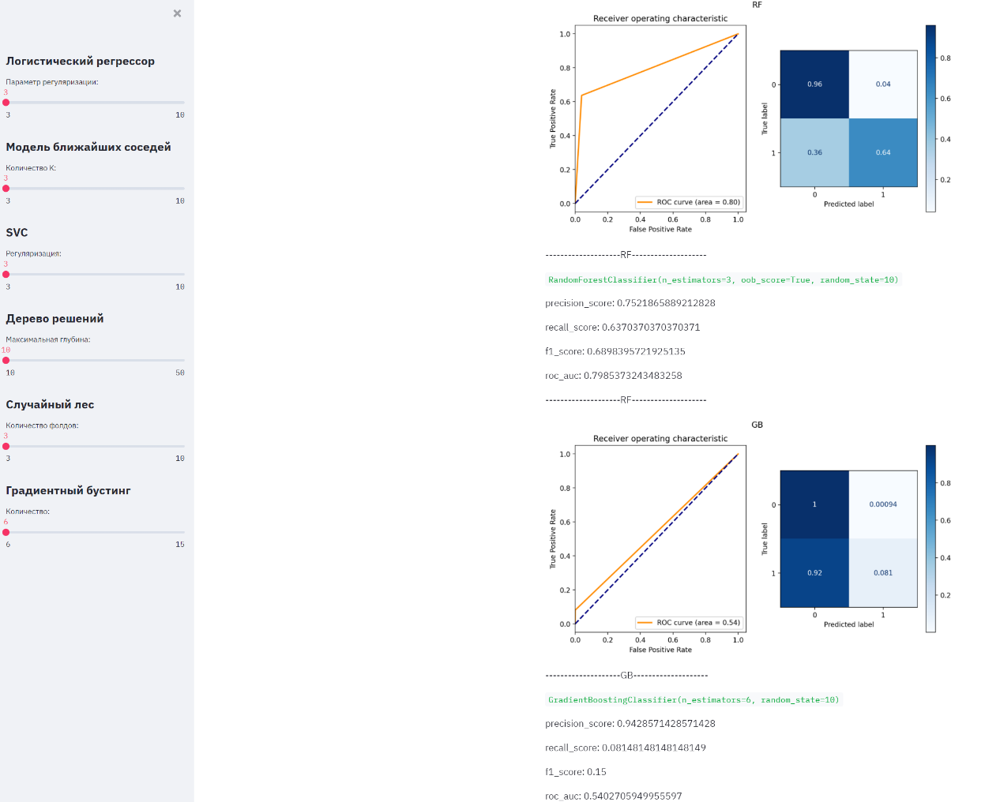 ×
Логистический регрессор
Параметр регуляризации:
3
3 10
Модель ближайших соседей
Количество K:
3
3 10
SVC
Регуляризация:
3
3 10
Дерево решений
Максимальная глубина:
10
10 50
Случайный лес
Количество фолдов:
3
3 10
Градиентный бустинг
Количество:
6
6 15
RF
Receiver operating characteristic
True Positive Rate
1.0
0.8
0.6
0.4
0.2
0.0
ROC curve (area = 0.80)
0.0 0.2 0.4 0.6 0.8 1.0
False Positive Rate
True label
0
1
0.96 0.04
0.36 0.64
0 1
Predicted label
0.8
0.6
0.4
0.2
--------------------RF--------------------
RandomForestClassifier(n_estimators=3, oob_score=True, random_state=10)
precision_score: 0.7521865889212828
recall_score: 0.6370370370370371
f1_score: 0.6898395721925135
roc_auc: 0.7985373243483258
--------------------RF--------------------
GB
Receiver operating characteristic
True Positive Rate
1.0
0.8
0.6
0.4
0.2
0.0
ROC curve (area = 0.54)
0.0 0.2 0.4 0.6 0.8 1.0
False Positive Rate
True label
0
1
1 0.00094
0.92 0.081
0 1
Predicted label
0.8
0.6
0.4
0.2
--------------------GB--------------------
GradientBoostingClassifier(n_estimators=6, random_state=10)
precision_score: 0.9428571428571428
recall_score: 0.08148148148148149
f1_score: 0.15
roc_auc: 0.5402705949955597